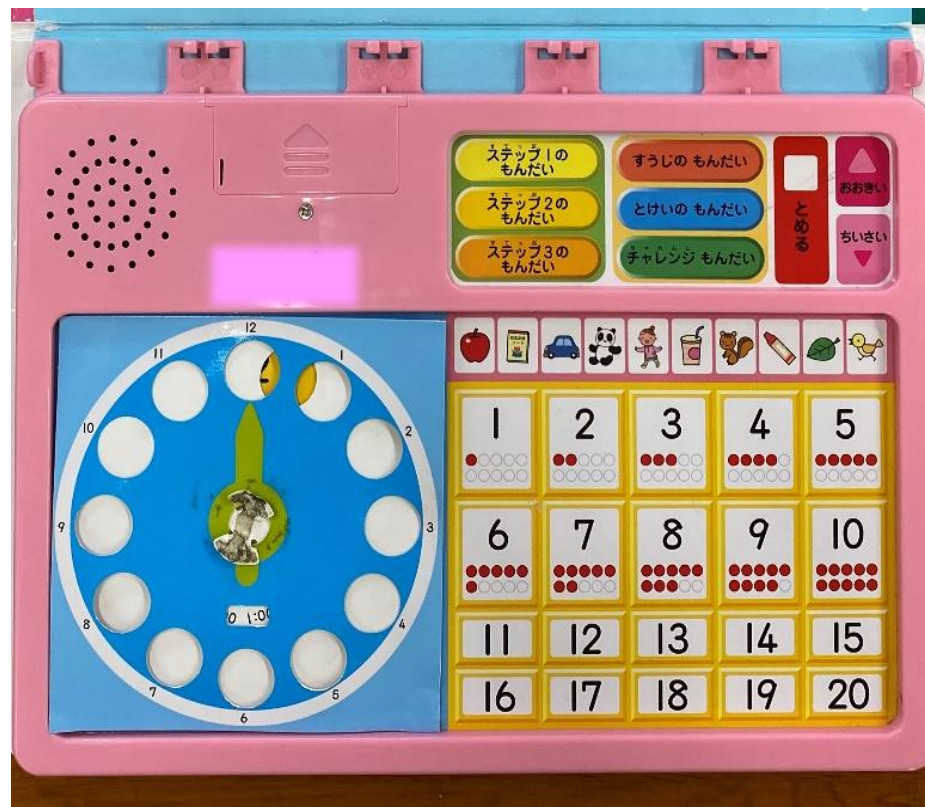 ステップ1の
もんだい
ステップ2の
もんだい
ステップ3の
もんだい
すうじの もんだい
とけいの もんだい
チャレンジ もんだい
とめる
おおきい
ちいさい
12
1
2
3
4
5
6
7
8
9
10
11
1:0
1 2 3 4 5
6 7 8 9 10
11 12 13 14 15
16 17 18 19 20